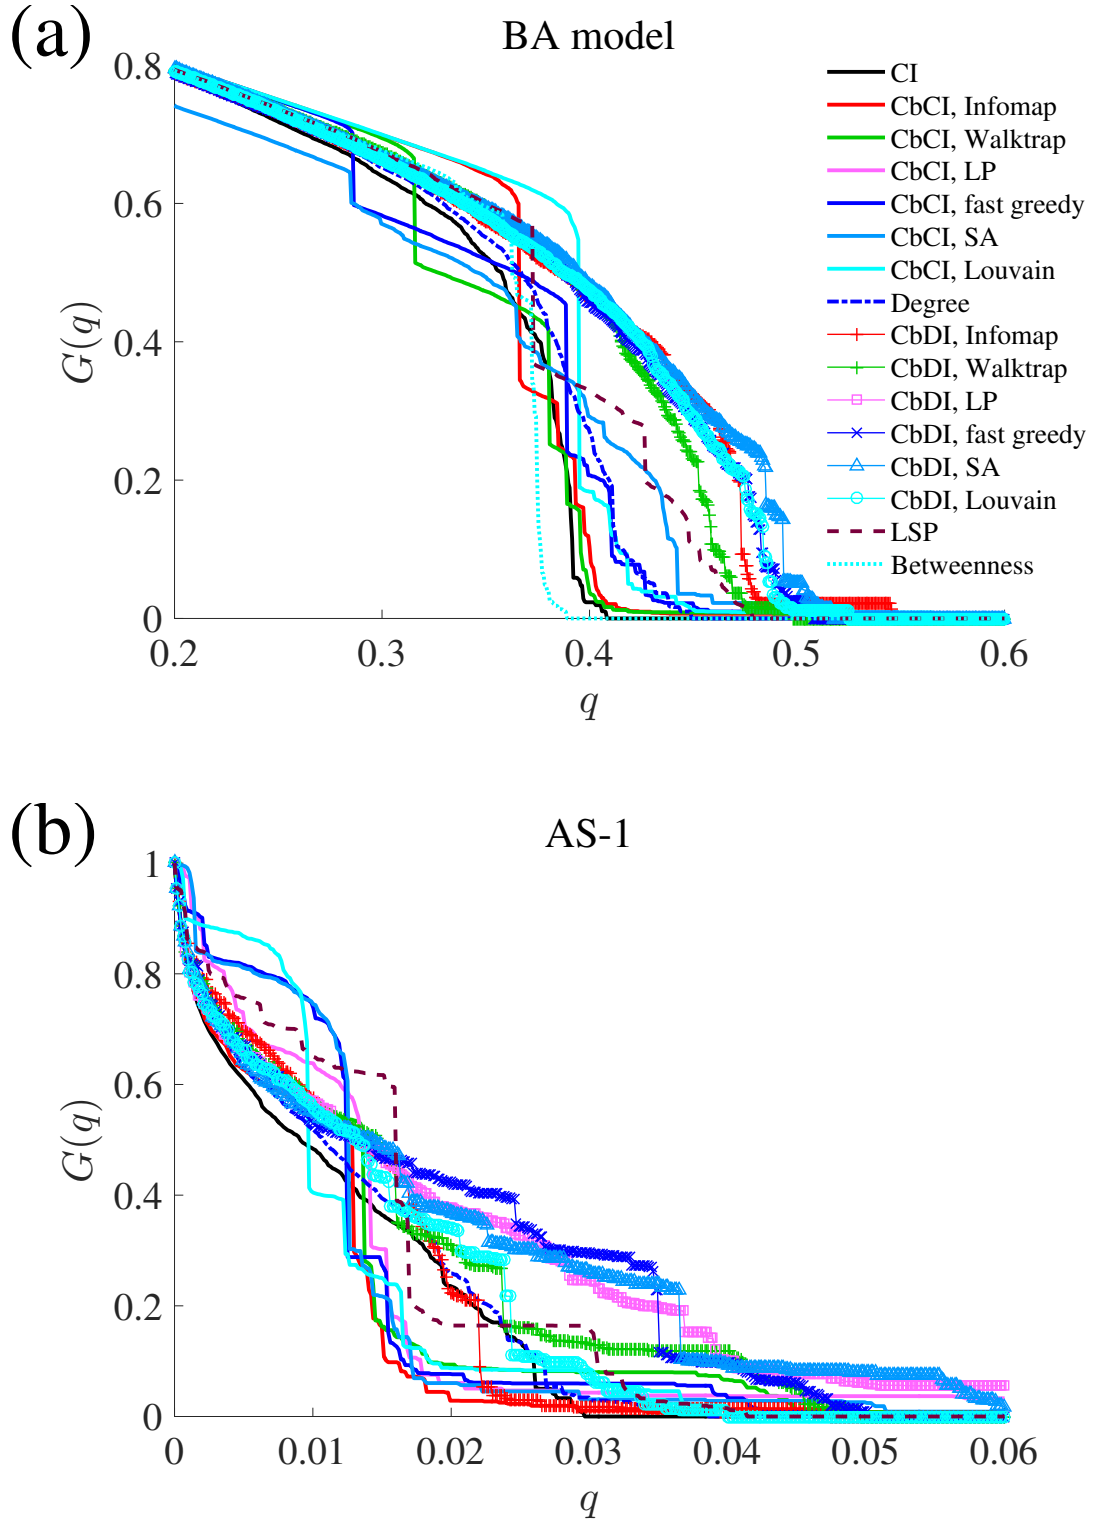 (a)
BA model
0.8
0.6
0.4
0.2
0
G(q)
0.2 0.3 0.4 0.5 0.6
q
CI
CbCI, Infomap
CbCI, Walktrap
CbCI, LP
CbCI, fast greedy
CbCI, SA
CbCI, Louvain
Degree
CbDI, Infomap
CbDI, Walktrap
CbDI, LP
CbDI, fast greedy
CbDI, SA
CbDI, Louvain
LSP
Betweenness
(b)
AS-1
1
0.8
0.6
0.4
0.2
0
G(q)
0 0.01 0.02 0.03 0.04 0.05 0.06
q